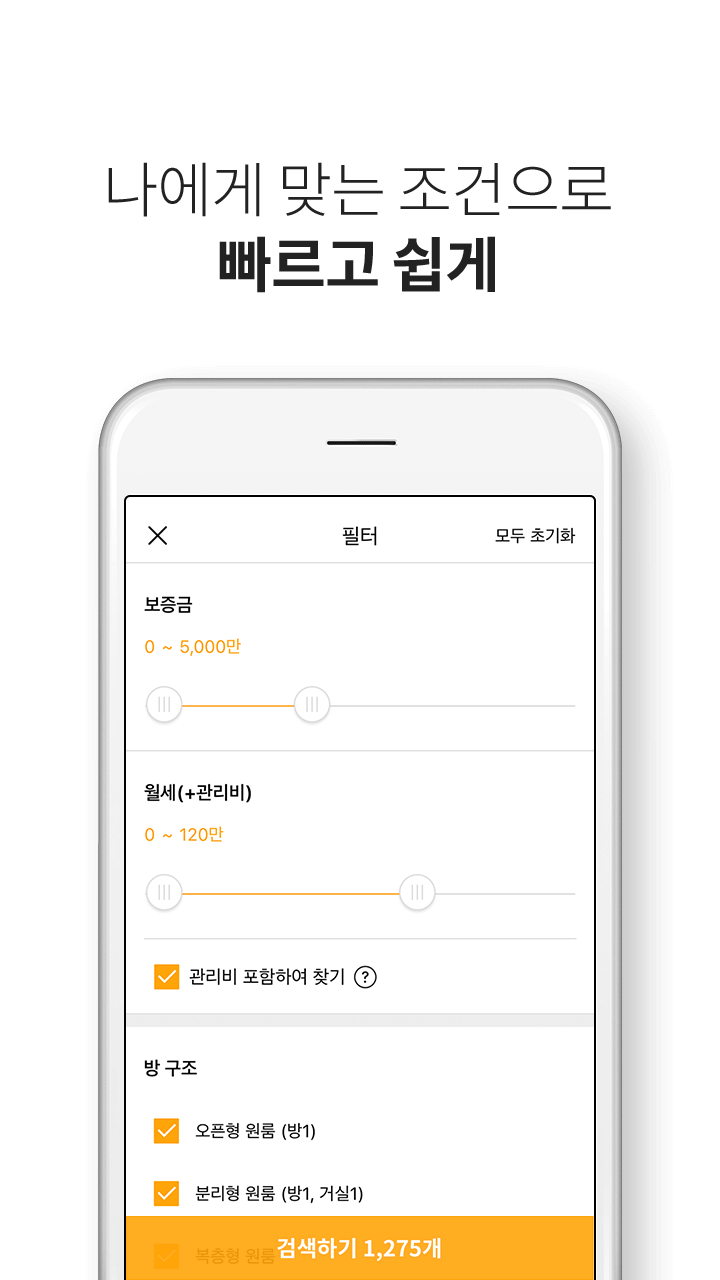 나에게 맞는 조건으로
빠르고 쉽게
필터
모두 초기화
보증금
0 ~ 5,000만
월세(+관리비)
0 ~ 120만
관리비 포함하여 찾기 ?
방 구조
오픈형 원룸 (방1)
분리형 원룸 (방1, 거실1)
복층형 원룸
검색하기 1,275개